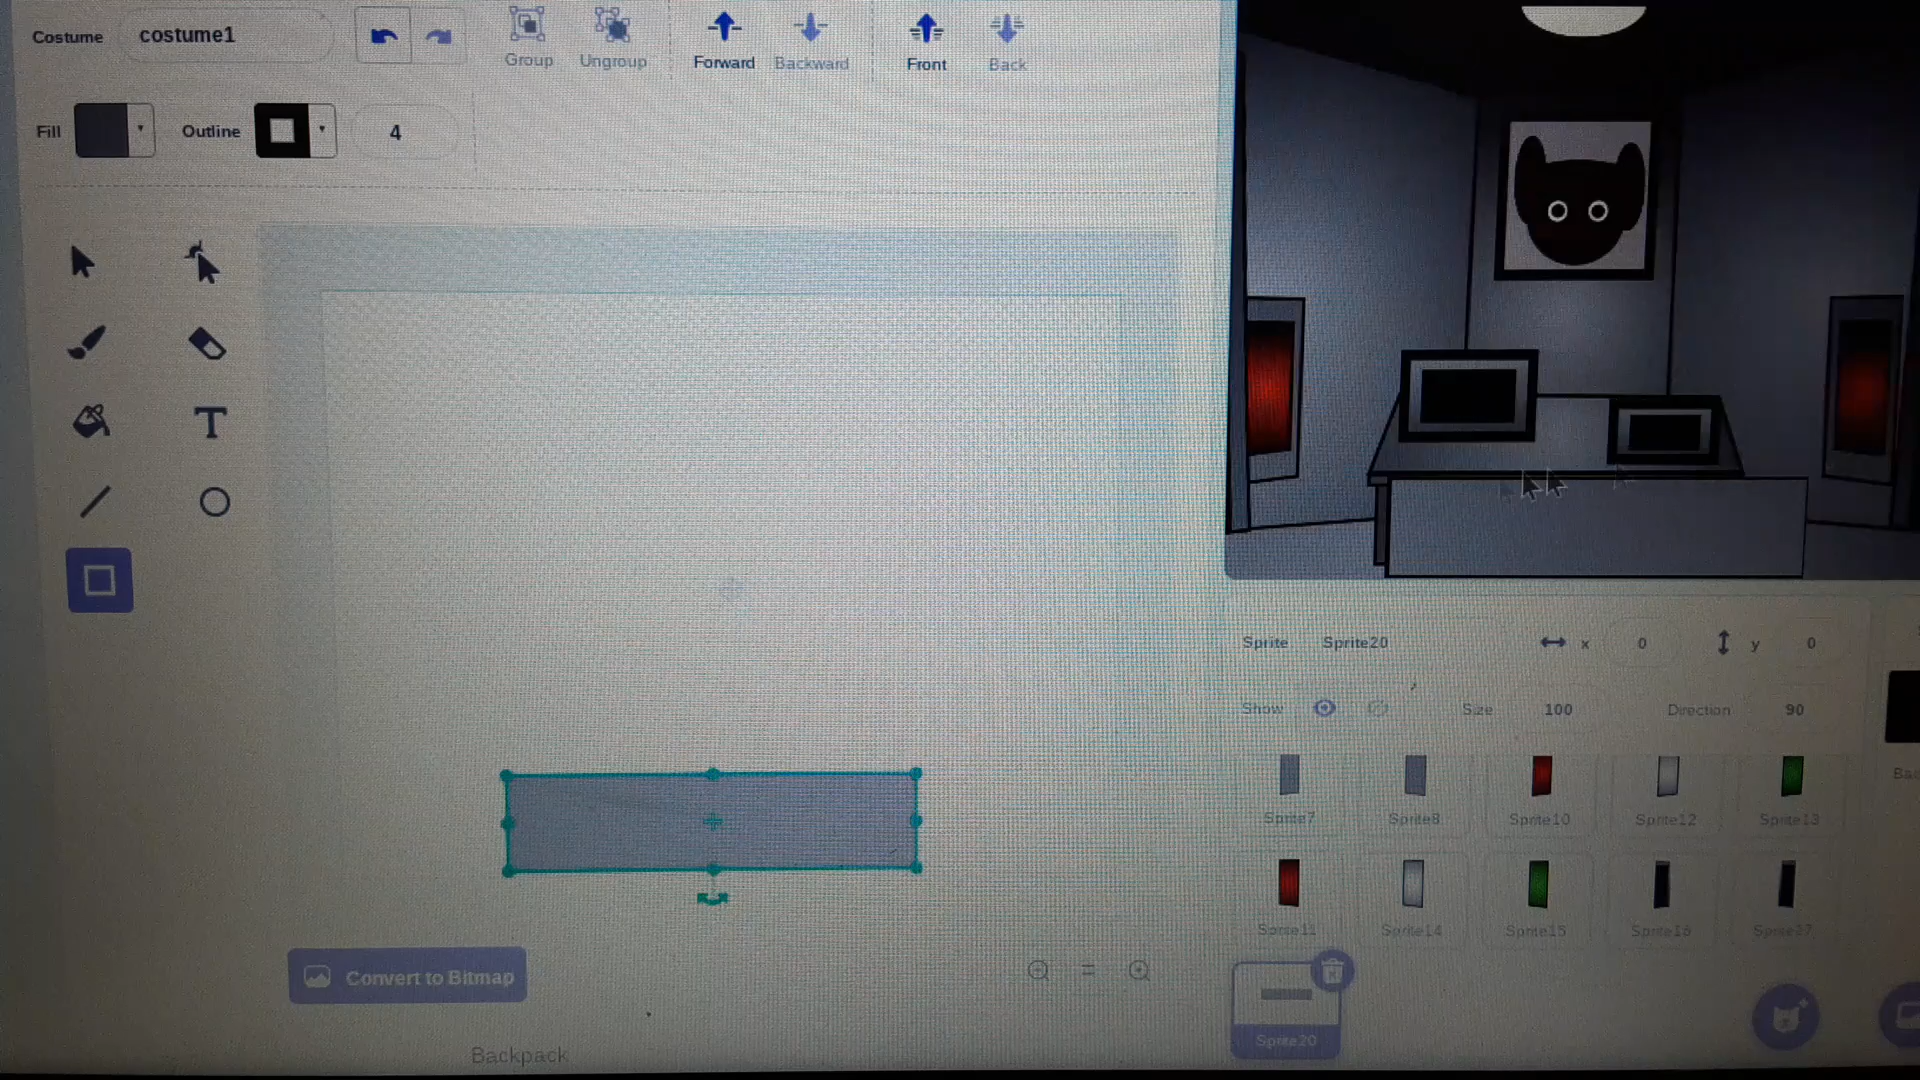 Costume costume1
Group Ungroup Forward Backward Front Back
Fill Outline 4
Sprite Sprite20 x 0 y 0
Show Size 100 Direction 90
Sprite7 Sprite8 Sprite10 Sprite12 Sprite13
Sprite11 Sprite14 Sprite15 Sprite16
Sprite20
Convert to Bitmap
Backpack